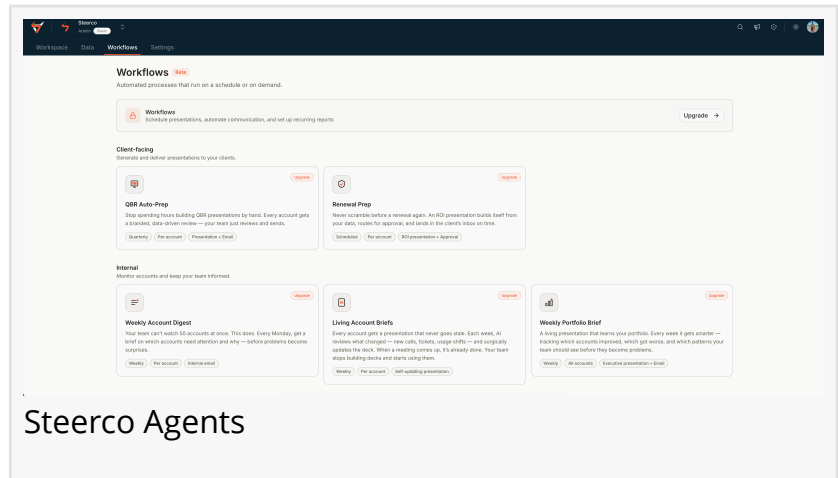 Steerco
Admin
Workspace Data Workflows Settings
Workflows Beta
Automated processes that run on a schedule or on demand.
Workflows
Schedule presentations, automate communication, and set up recurring reports
Upgrade →
Client-facing
Generate and deliver presentations to your clients.
Upgrade
QBR Auto-Prep
Stop spending hours building QBR presentations by hand. Every account gets
a branded, data-driven review — your team just reviews and sends.
Quarterly Per account Presentation + Email
Upgrade
Renewal Prep
Never scramble before a renewal again. An ROI presentation builds itself from
your data, routes for approval, and lands in the client's inbox on time.
Scheduled Per account ROI presentation + Approval
Internal
Monitor accounts and keep your team informed.
Upgrade
Weekly Account Digest
Your team can't watch 50 accounts at once. This does. Every Monday, get a
brief on which accounts need attention and why — before problems become
surprises.
Weekly Per account Internal email
Upgrade
Living Account Briefs
Every account gets a presentation that never goes stale. Each week, AI
reviews what changed — new calls, tickets, usage shifts — and surgically
updates the deck. When a meeting comes up, it's already done. Your team
stops building decks and starts using them.
Weekly Per account Self-updating presentation
Upgrade
Weekly Portfolio Brief
A living presentation that learns your portfolio. Every week it gets smarter —
tracking which accounts improved, which got worse, and which patterns your
team should see before they become problems.
Weekly All accounts Executive presentation + Email
Steerco Agents